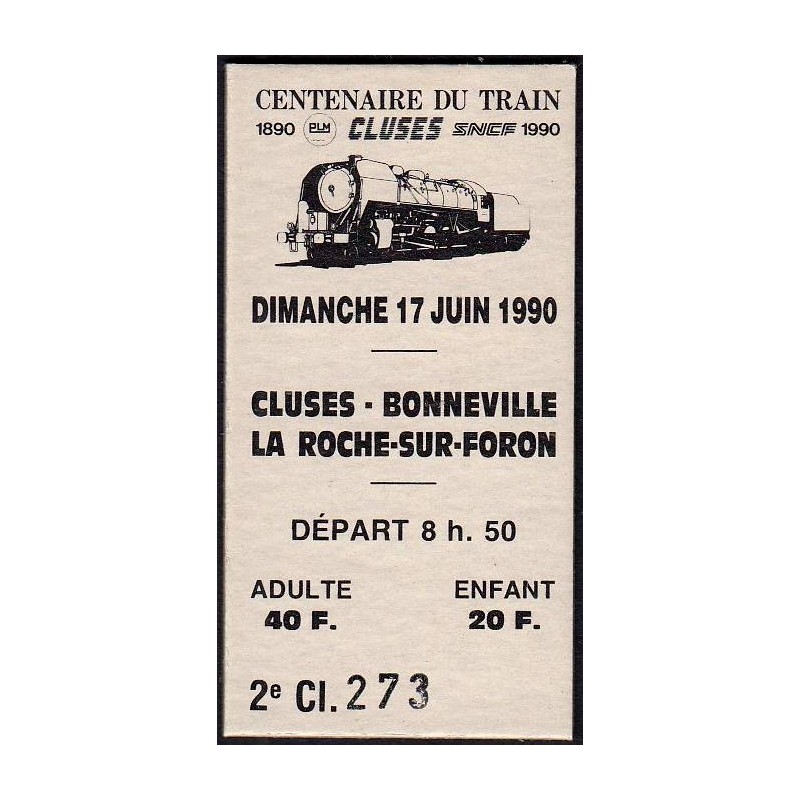 CENTENAIRE DU TRAIN
1890 PLM CLUSES SNCF 1990
DIMANCHE 17 JUIN 1990
CLUSES - BONNEVILLE
LA ROCHE-SUR-FORON
DÉPART 8 h. 50
ADULTE ENFANT
40 F. 20 F.
2e Cl. 273